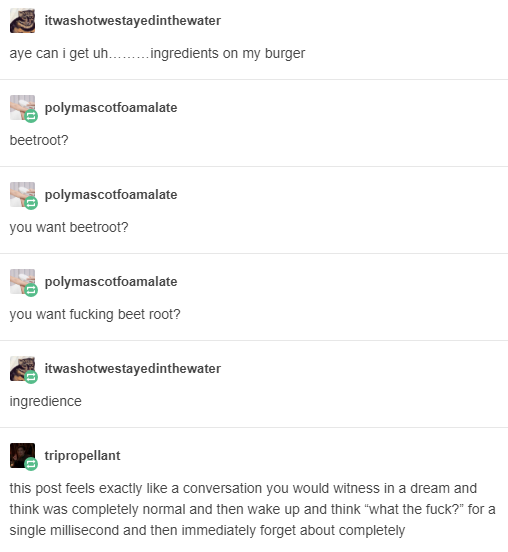 itwashotwestayedinthewater
aye can i get uh………ingredients on my burger
polymascotfoamalate
beetroot?
polymascotfoamalate
you want beetroot?
polymascotfoamalate
you want fucking beet root?
itwashotwestayedinthewater
ingredience
tripropellant
this post feels exactly like a conversation you would witness in a dream and
think was completely normal and then wake up and think “what the fuck?” for a
single millisecond and then immediately forget about completely